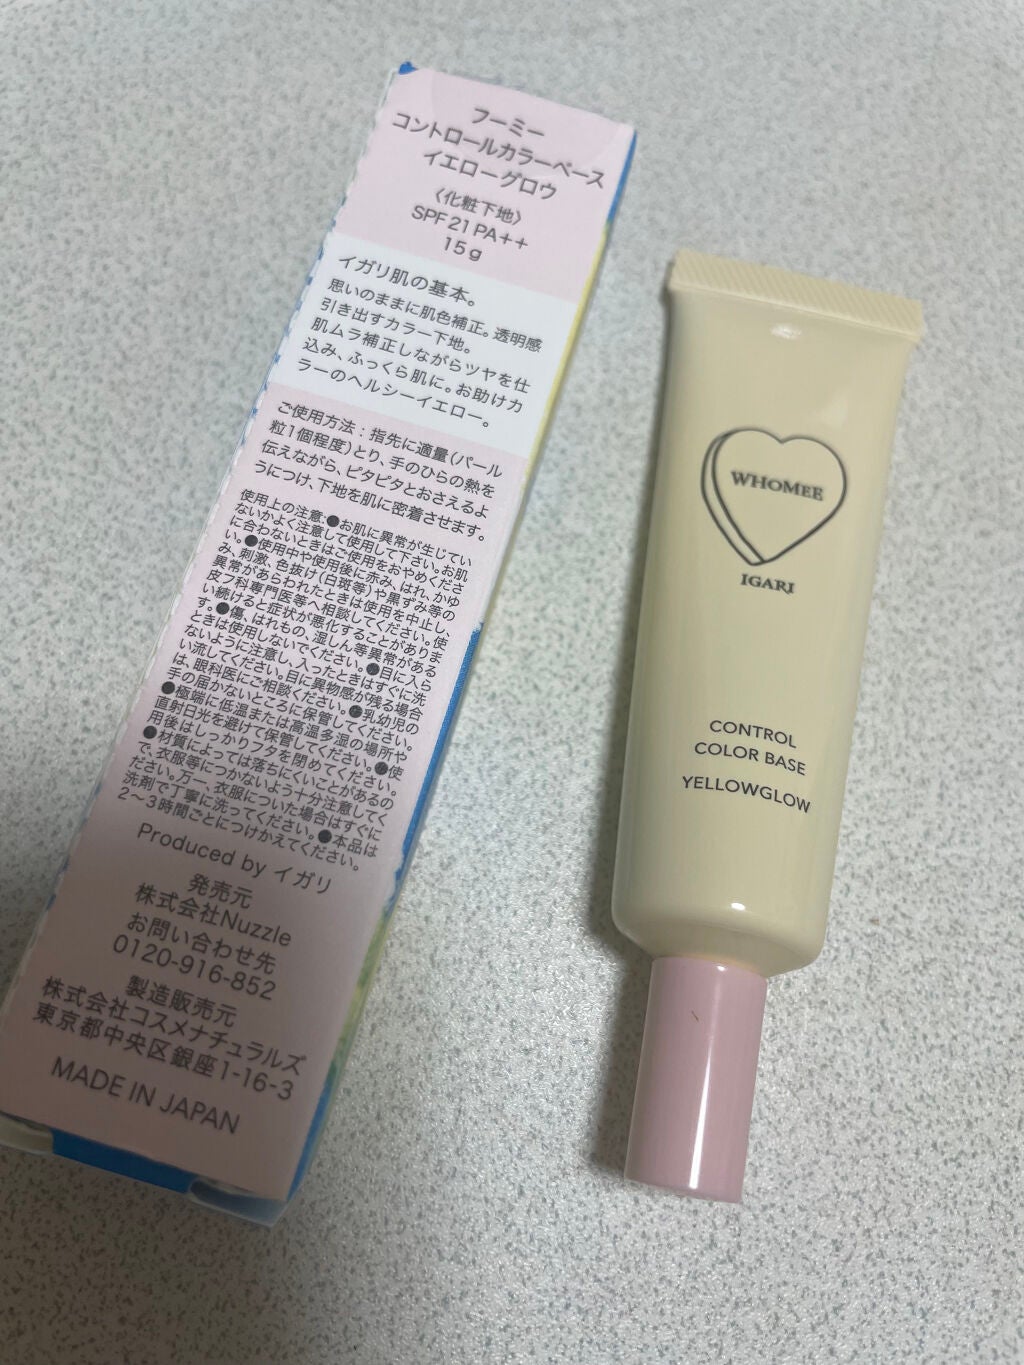 フーミー
コントロールカラーベース
イエローグロウ
〈化粧下地〉
SPF 21 PA++
15g
イガリ肌の基本。
思いのままに肌色補正。透明感
引き出すカラー下地。
肌ムラ補正しながらツヤを仕
込み、ふっくら肌に。お助けカ
ラーのヘルシーイエロー。
ご使用方法：指先に適量（パール
粒1個程度）とり、手のひらの熱を
伝えながら、ピタピタとおさえるよ
うにつけ、下地を肌に密着させます。
使用上の注意:●お肌に異常が生じてい
ないかよく注意して使用して下さい。お肌
に合わないときはご使用をおやめくださ
い。●使用中や使用後に赤み、はれ、かゆ
み、刺激、色抜け(白斑等)や黒ずみ等の
異常があらわれたときは使用を中止し、
皮フ科専門医等へ相談してください。使
い続けると症状が悪化することがありま
す。●傷、はれもの、湿しん等異常がある
ときは使用しないでください。●目に入ら
ないように注意し、入ったときはすぐに洗
い流してください。目に異物感が残る場合
は、眼科医にご相談ください。●乳幼児の
手の届かないところに保管してください。
●極端に低温または高温多湿の場所や
直射日光を避けて保管してください。●使
用後はしっかりフタを閉めてください。
●材質によっては落ちにくいことがあるの
で、衣服等につかないよう十分注意してく
ださい。万一、衣服についた場合はすぐに
洗剤で丁寧に洗ってください。●本品は
2〜3時間ごとにつけかえてください。
Produced by イガリ
発売元
株式会社Nuzzle
お問い合わせ先
0120-916-852
製造販売元
株式会社コスメナチュラルズ
東京都中央区銀座1-16-3
MADE IN JAPAN
WHOMEE
IGARI
CONTROL
COLOR BASE
YELLOWGLOW